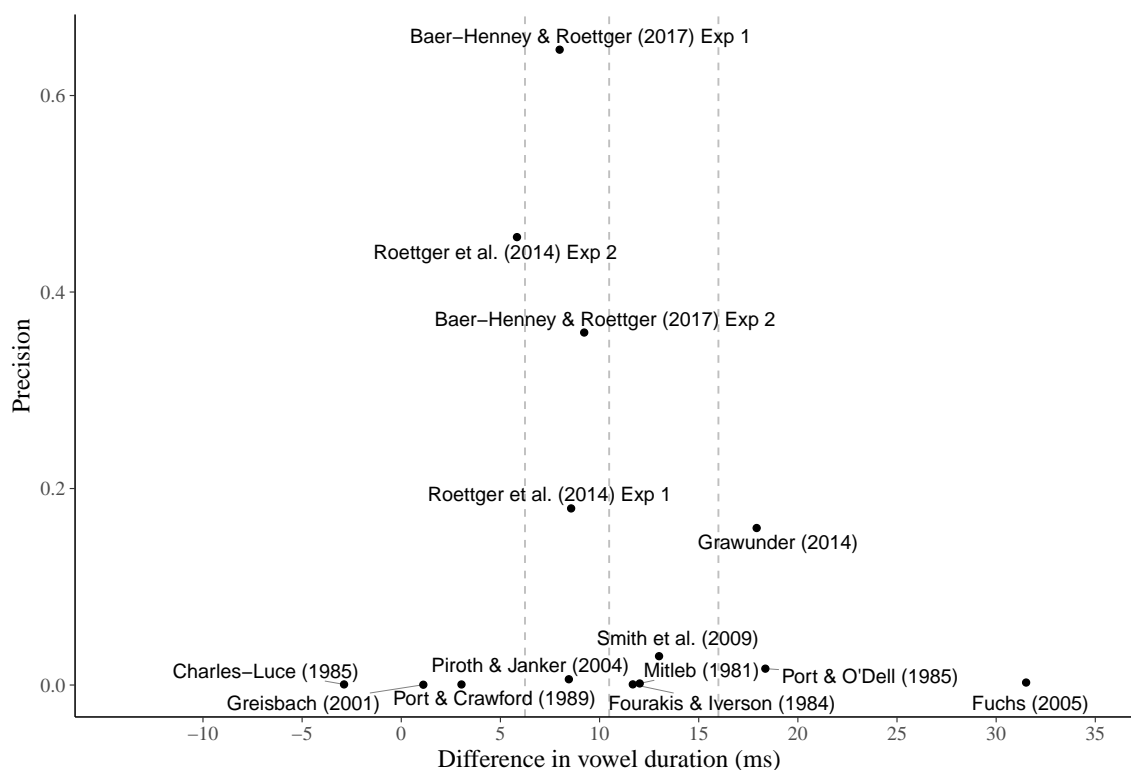 Baer−Henney & Roettger (2017) Exp 1
0.6
Roettger et al. (2014) Exp 2
0.4
Baer−Henney & Roettger (2017) Exp 2
Precision
0.2
Roettger et al. (2014) Exp 1
Grawunder (2014)
Smith et al. (2009)
Piroth & Janker (2004)
Mitleb (1981)
Charles−Luce (1985)
Port & O'Dell (1985)
0.0
Greisbach (2001)
Port & Crawford (1989)
Fourakis & Iverson (1984)
Fuchs (2005)
−10 −5 0 5 10 15 20 25 30 35
Difference in vowel duration (ms)